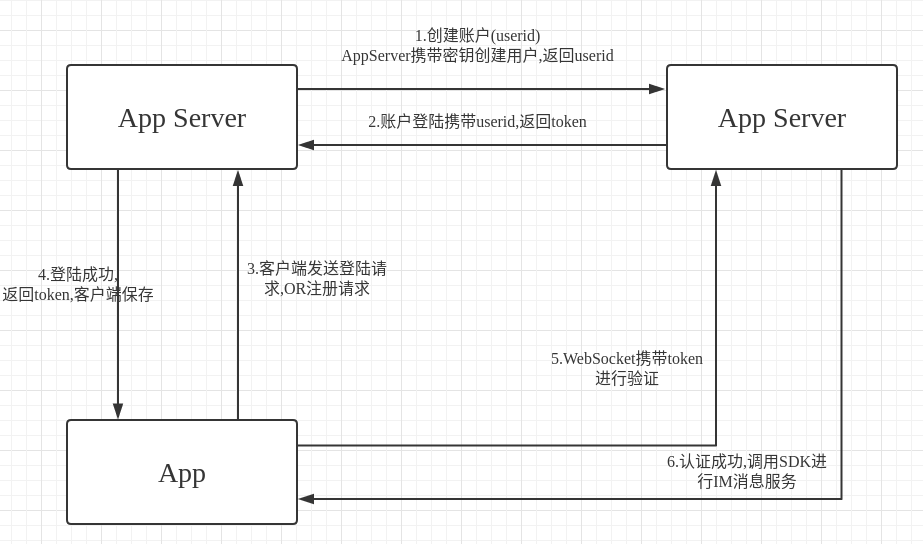 1.创建账户(userid)
AppServer携带密钥创建用户,返回userid
App Server
App Server
2.账户登陆携带userid,返回token
3.客户端发送登陆请
求,OR注册请求
4.登陆成功,
返回token,客户端保存
5.WebSocket携带token
进行验证
App
6.认证成功,调用SDK进
行IM消息服务